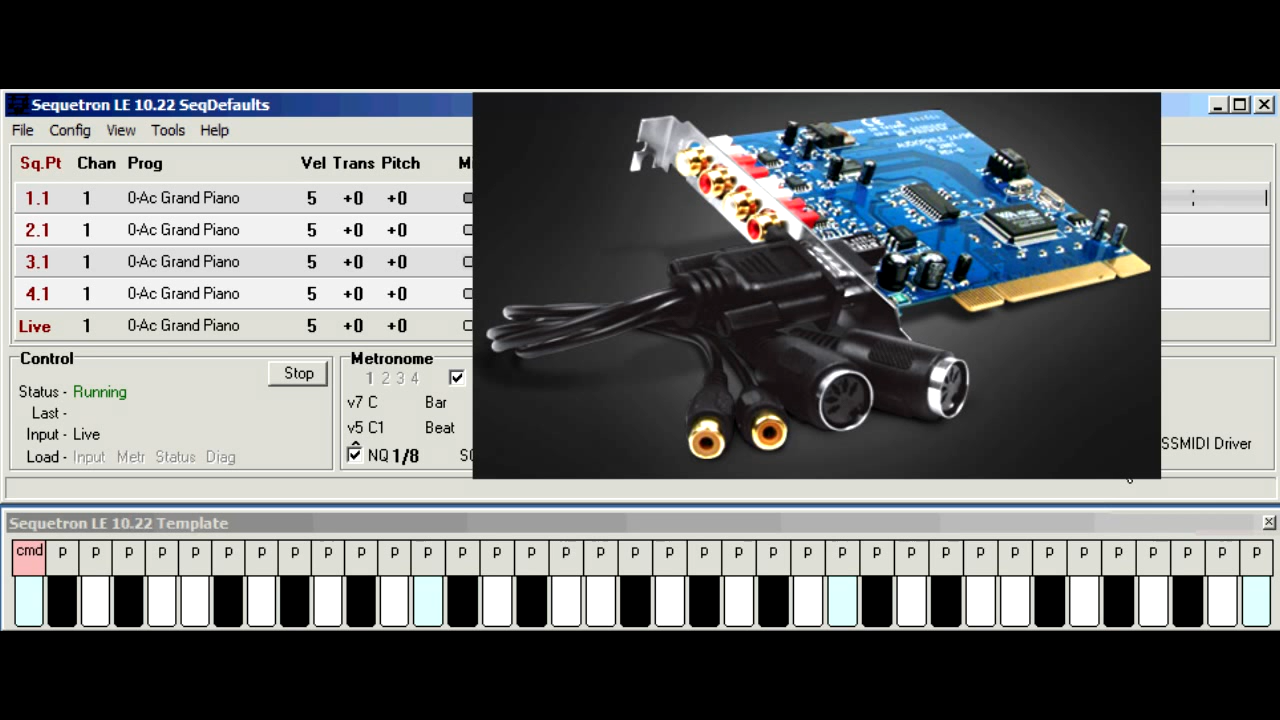 Sequetron LE 10.22 SeqDefaults
File Config View Tools Help
Sq.Pt Chan Prog Vel Trans Pitch M
1.1 1 0-Ac Grand Piano 5 +0 +0
2.1 1 0-Ac Grand Piano 5 +0 +0
3.1 1 0-Ac Grand Piano 5 +0 +0
4.1 1 0-Ac Grand Piano 5 +0 +0
Live 1 0-Ac Grand Piano 5 +0 +0
Control
Stop
Status - Running
Last -
Input - Live
Load - Input Metr Status Diag
Metronome
1 2 3 4
v7 C Bar
v5 C1 Beat
NQ 1/8
SSMIDI Driver
M-AUDIO
AUDIOPHILE 24/96
VIA
Sequetron LE 10.22 Template
cmd p p p p p p p p p p p p p p p p p p p p p p p p p p p p p p p p p p p p